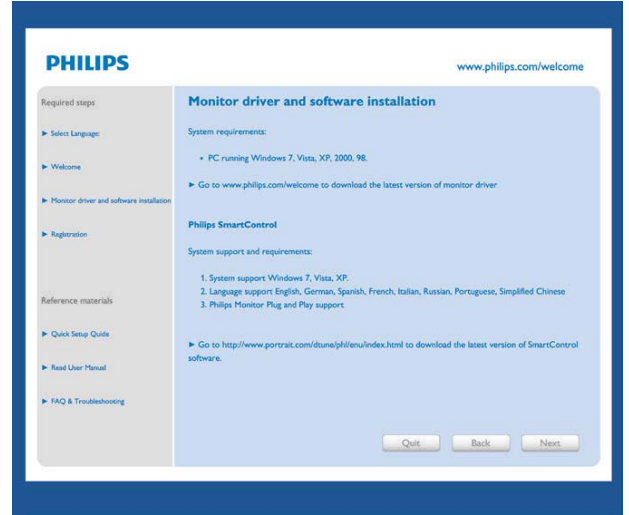 PHILIPS
www.philips.com/welcome
Required steps
► Select Language:
► Welcome
► Monitor driver and software installation
► Registration
Reference materials
► Quick Setup Quide
► Read User Manual
► FAQ & Troubleshooting
Monitor driver and software installation
System requirements:
• PC running Windows 7, Vista, XP, 2000, 98.
► Go to www.philips.com/welcome to download the latest version of monitor driver
Philips SmartControl
System support and requirements:
1. System support Windows 7, Vista, XP.
2. Language support English, German, Spanish, French, Italian, Russian, Portuguese, Simplified Chinese
3. Philips Monitor Plug and Play support
► Go to http://www.portrait.com/dtune/phl/enu/index.html to download the latest version of SmartControl
software.
Quit
Back
Next